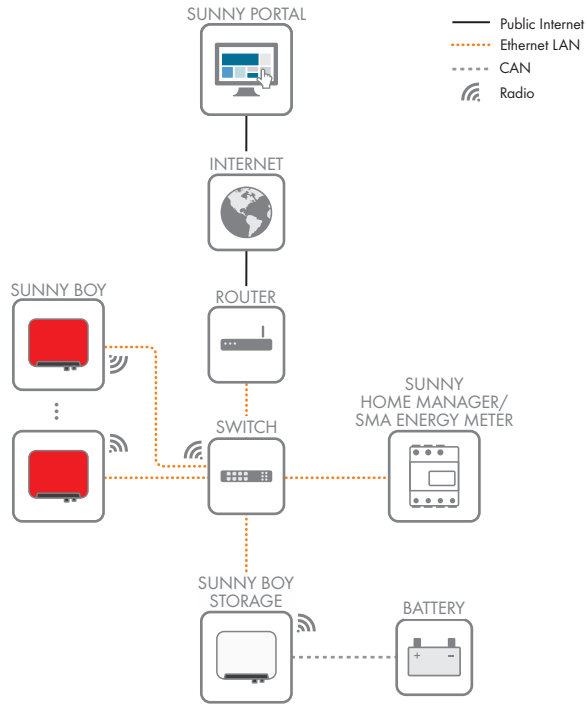 SUNNY PORTAL
Public Internet
Ethernet LAN
CAN
Radio
INTERNET
SUNNY BOY
ROUTER
SUNNY
HOME MANAGER/
SMA ENERGY METER
SWITCH
SUNNY BOY
STORAGE
BATTERY
+ −